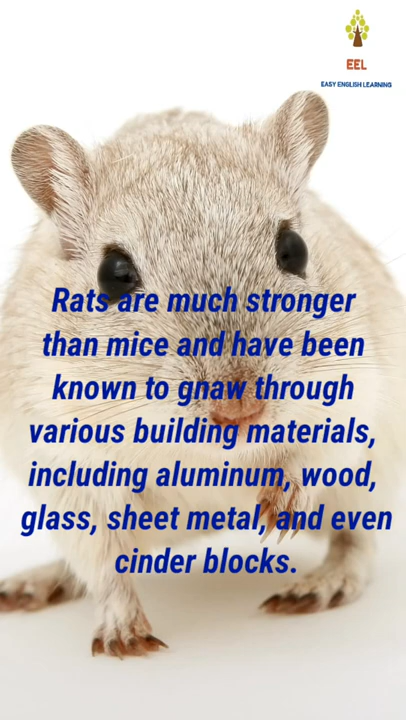 EEL
EASY ENGLISH LEARNING
Rats are much stronger
than mice and have been
known to gnaw through
various building materials,
including aluminum, wood,
glass, sheet metal, and even
cinder blocks.